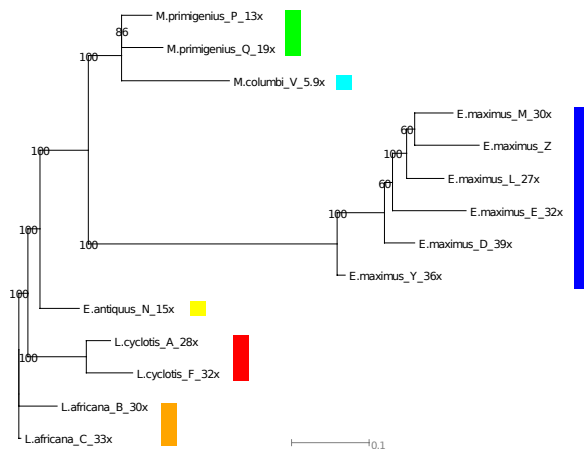 M.primigenius_P_13x
86
M.primigenius_Q_19x
100
M.columbi_V_5.9x
E.maximus_M_30x
60
E.maximus_Z
100
100
E.maximus_L_27x
60
E.maximus_E_32x
100
100
E.maximus_D_39x
100
E.maximus_Y_36x
100
E.antiquus_N_15x
L.cyclotis_A_28x
100
L.cyclotis_F_32x
L.africana_B_30x
L.africana_C_33x
0.1